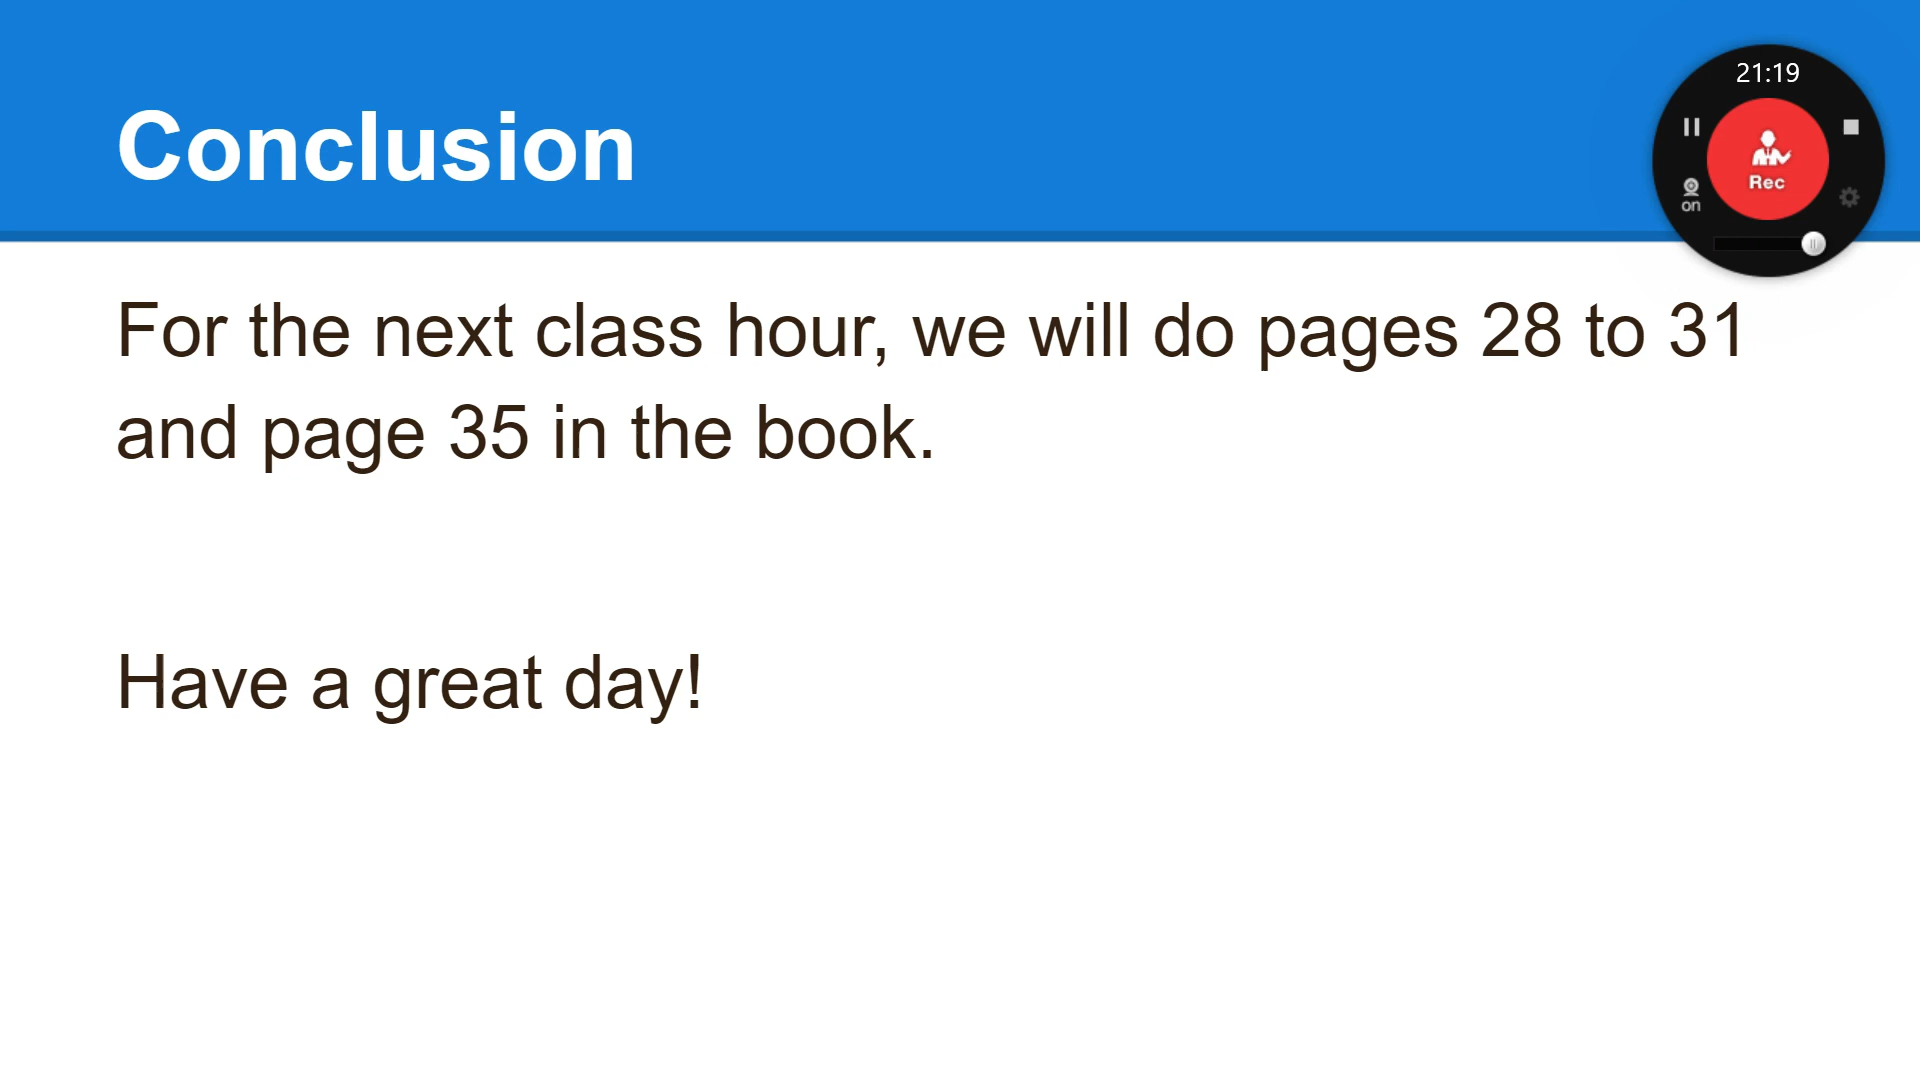 Conclusion
21:19
Rec
on
For the next class hour, we will do pages 28 to 31
and page 35 in the book.
Have a great day!